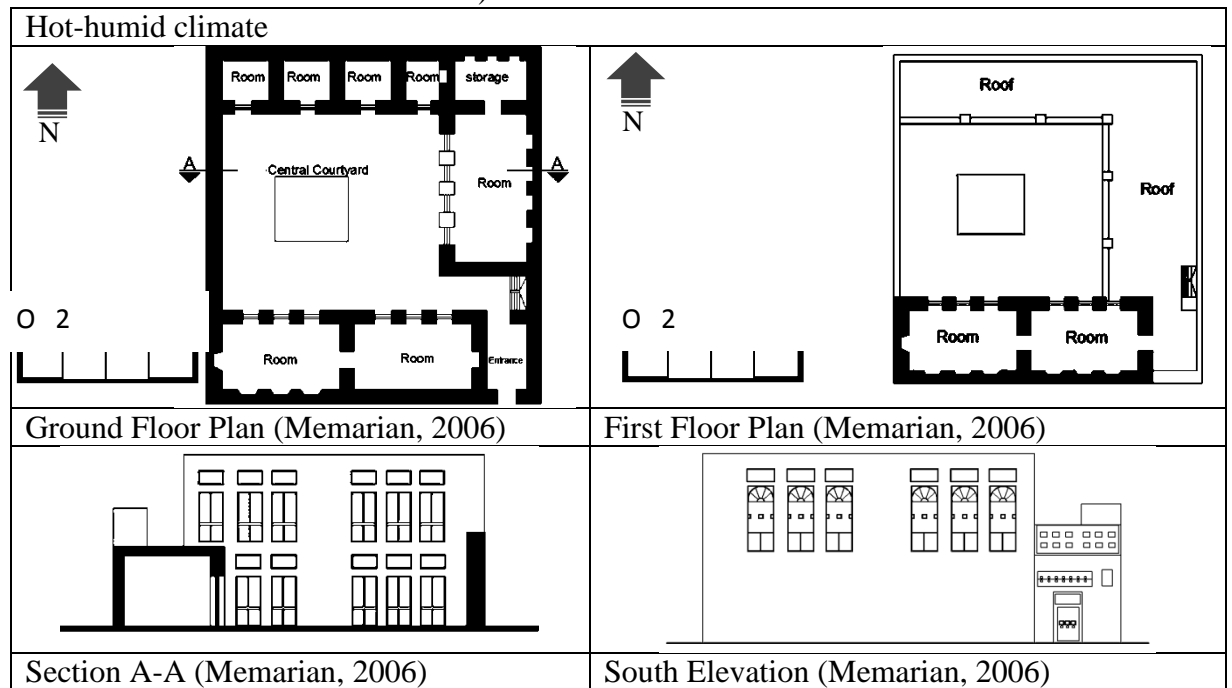 )
Hot-humid climate
Room Room Room Room storage
N
A Central Courtyard A
Room
O 2
Room Room Entrance
Roof
N
Roof
O 2
Room Room
Ground Floor Plan (Memarian, 2006)
First Floor Plan (Memarian, 2006)
Section A-A (Memarian, 2006)
South Elevation (Memarian, 2006)